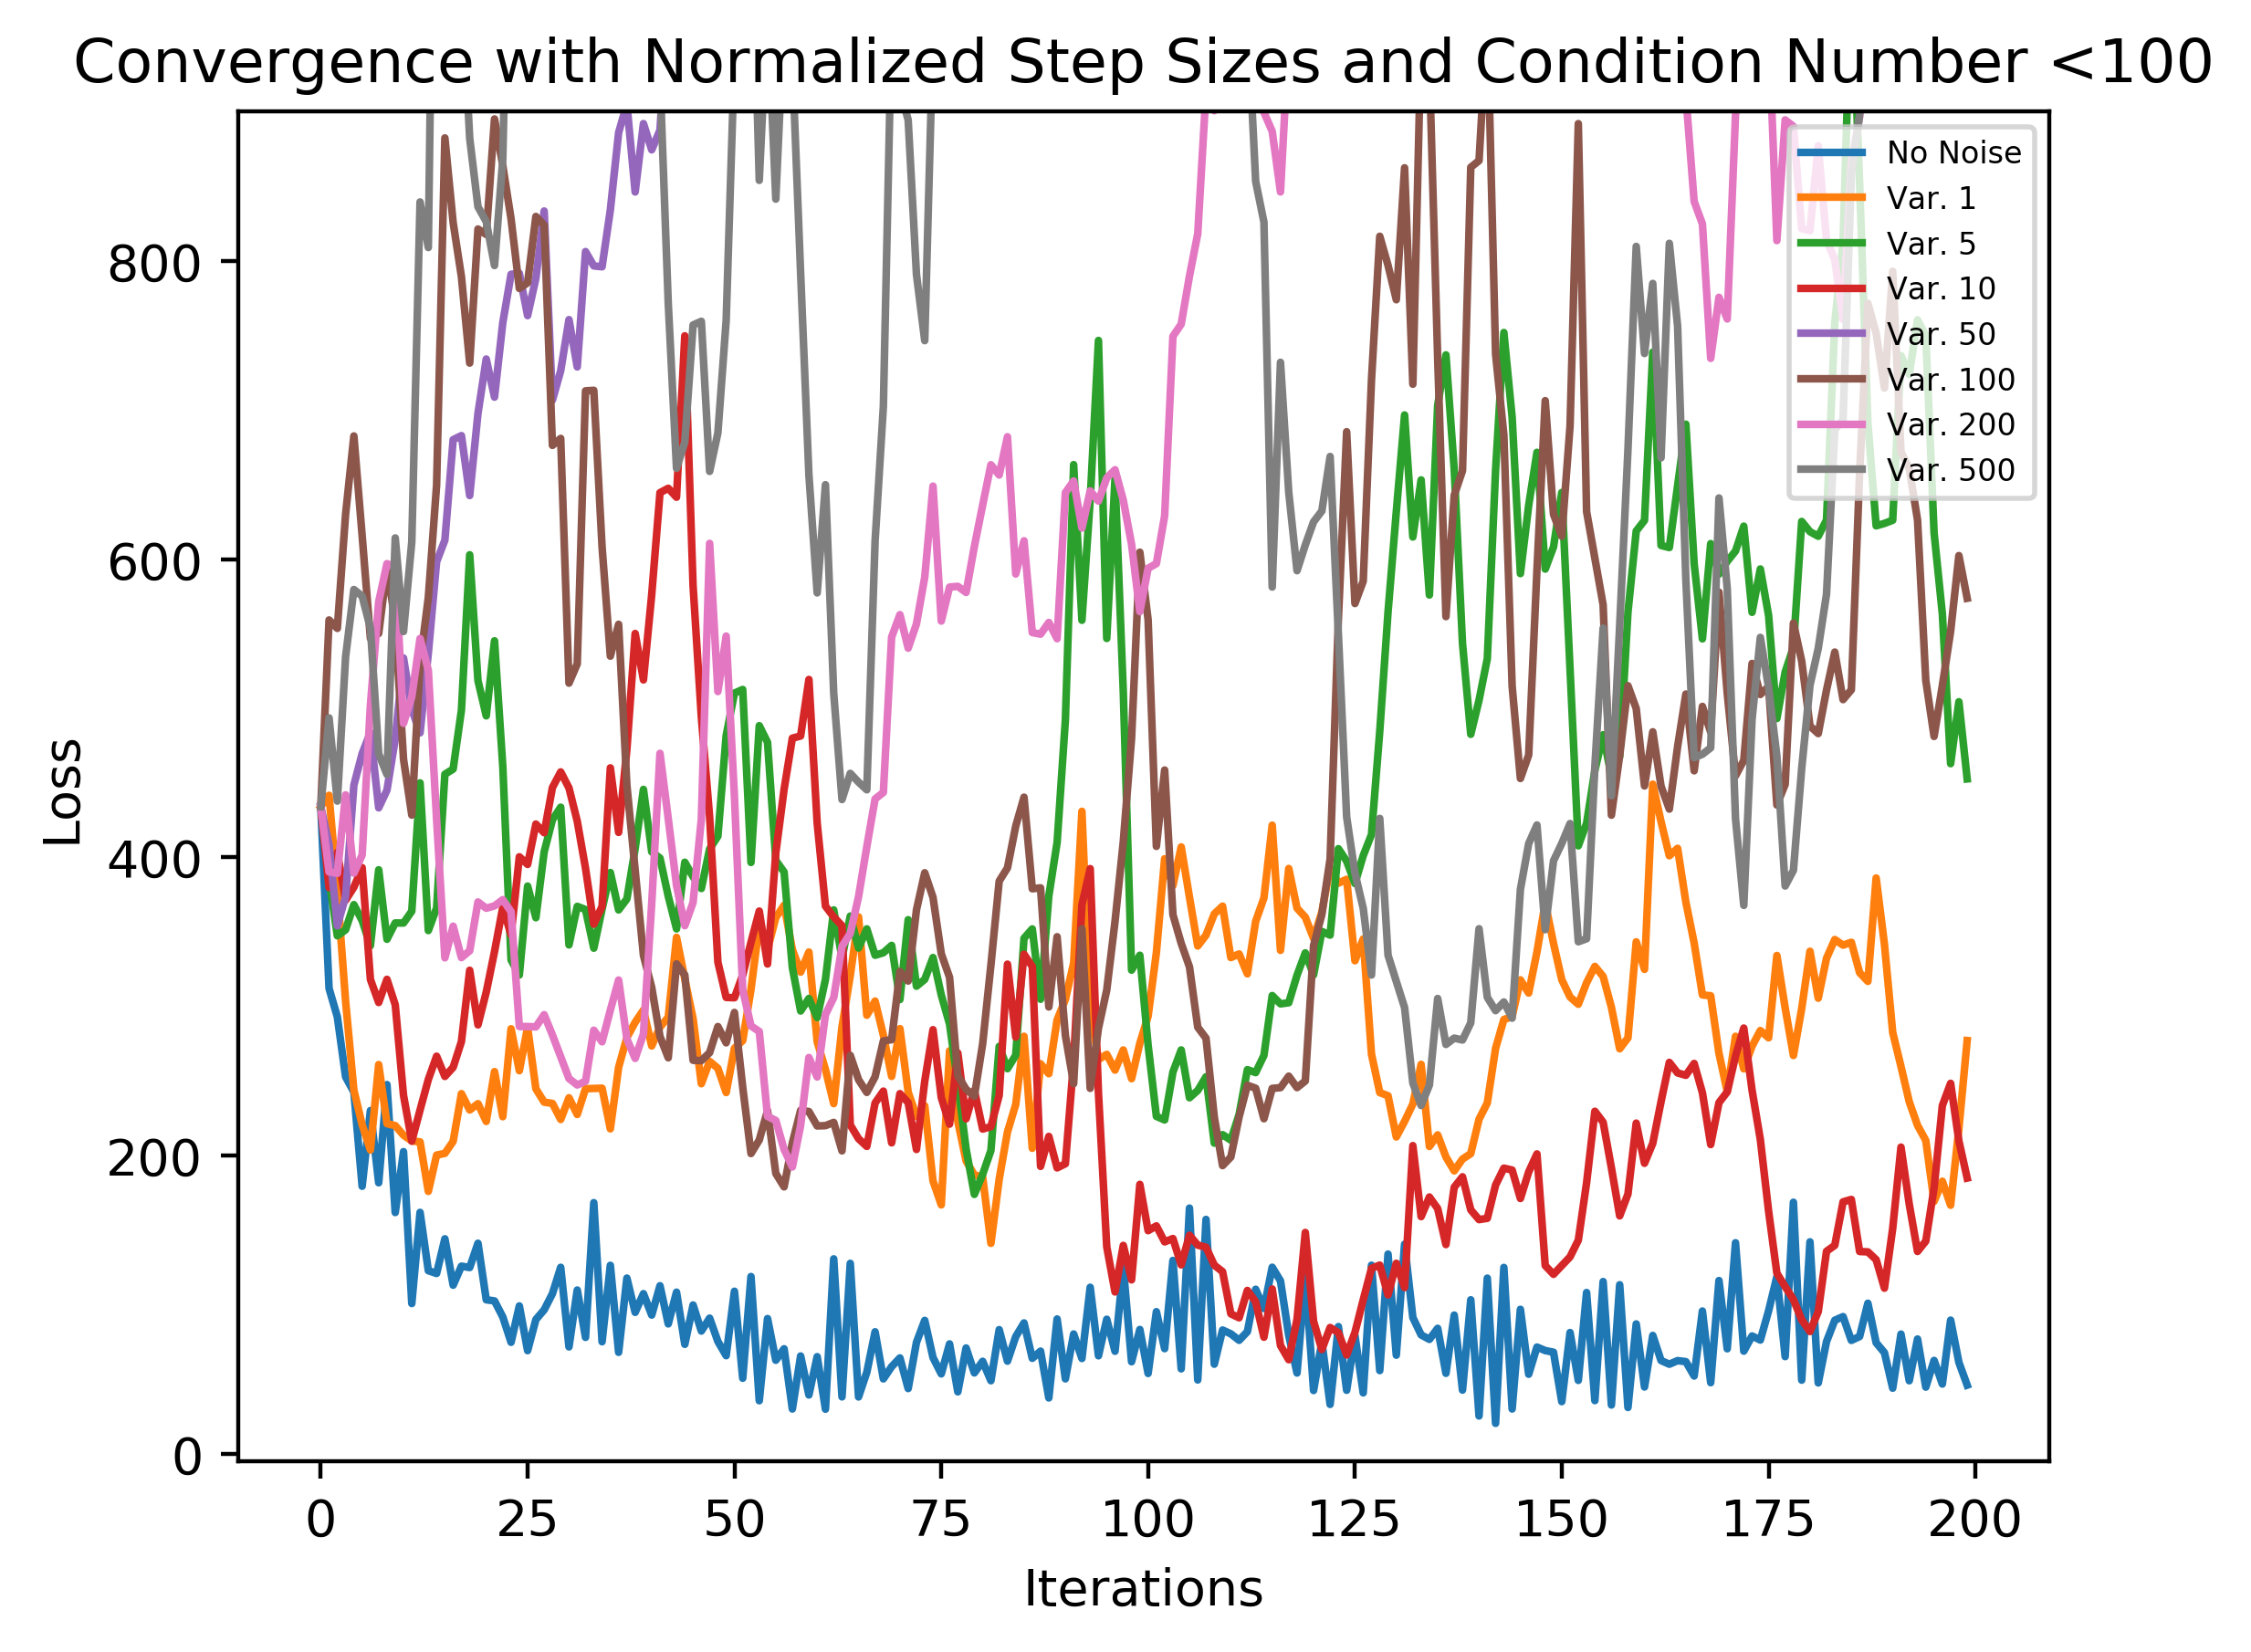 Convergence with Normalized Step Sizes and Condition Number <100
No Noise
Var. 1
Var. 5
Var. 10
Var. 50
Var. 100
Var. 200
Var. 500
800
600
400
200
0
Loss
0 25 50 75 100 125 150 175 200
Iterations